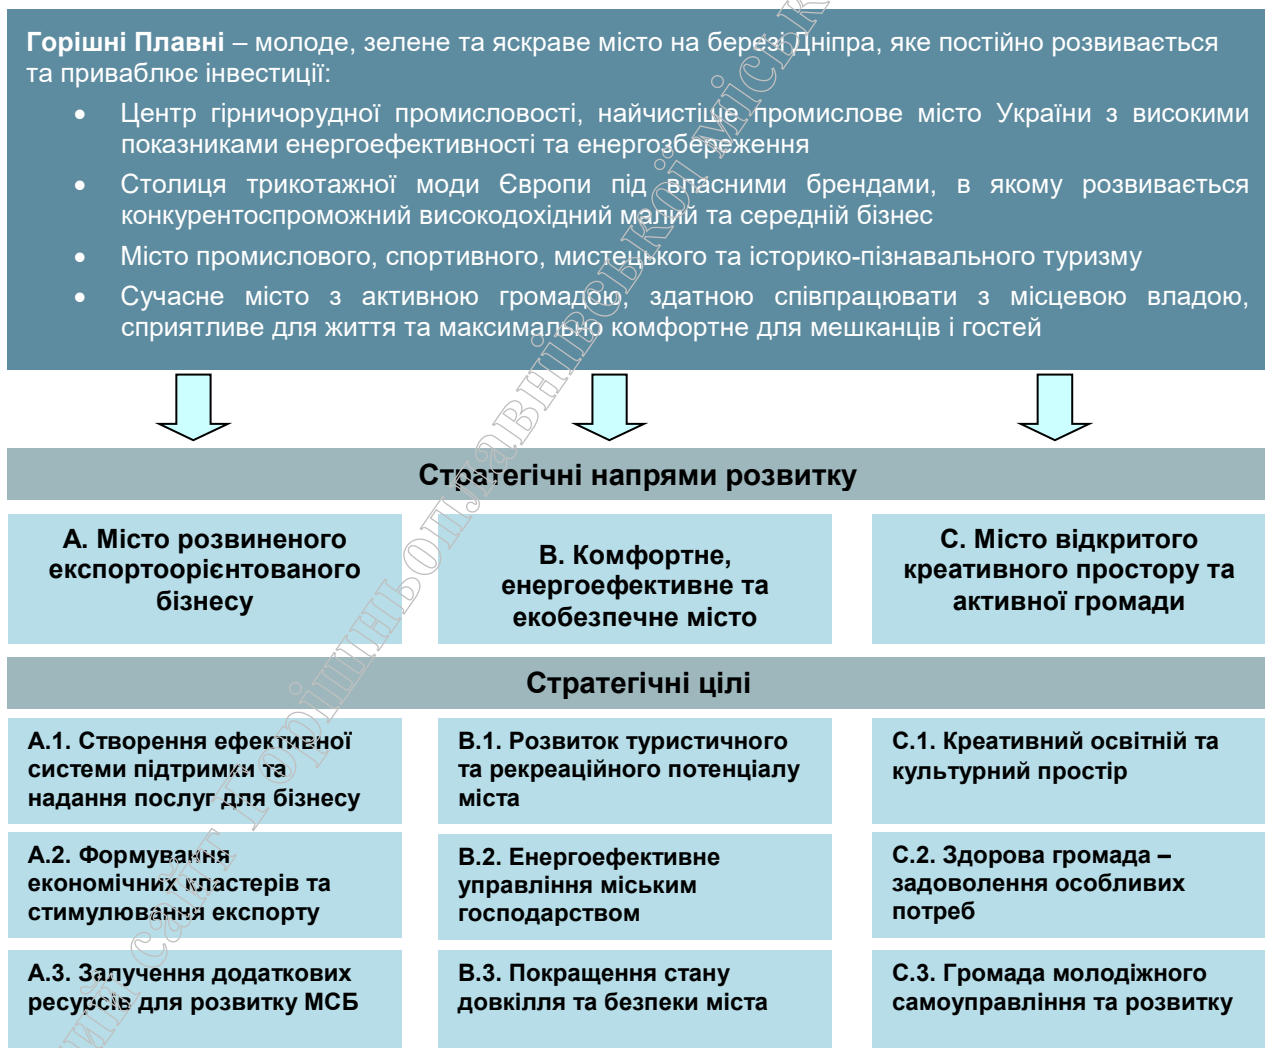 Горішні Плавні – молоде, зелене та яскраве місто на березі Дніпра, яке постійно розвивається
та приваблює інвестиції:
• Центр гірничорудної промисловості, найчистіше промислове місто України з високими
показниками енергоефективності та енергозбереження
• Столиця трикотажної моди Європи під власними брендами, в якому розвивається
конкурентоспроможний високодохідний малий та середній бізнес
• Місто промислового, спортивного, мистецького та історико-пізнавального туризму
• Сучасне місто з активною громадою, здатною співпрацювати з місцевою владою,
сприятливе для життя та максимально комфортне для мешканців і гостей
Стратегічні напрями розвитку
А. Місто розвиненого
експортоорієнтованого
бізнесу
В. Комфортне,
енергоефективне та
екобезпечне місто
С. Місто відкритого
креативного простору та
активної громади
Стратегічні цілі
А.1. Створення ефективної
системи підтримки та
надання послуг для бізнесу
В.1. Розвиток туристичного
та рекреаційного потенціалу
міста
С.1. Креативний освітній та
культурний простір
А.2. Формування
економічних кластерів та
стимулювання експорту
В.2. Енергоефективне
управління міським
господарством
С.2. Здорова громада –
задоволення особливих
потреб
А.3. Залучення додаткових
ресурсів для розвитку МСБ
В.3. Покращення стану
довкілля та безпеки міста
С.3. Громада молодіжного
самоуправління та розвитку
сайт Горішньоплавнівської міськ